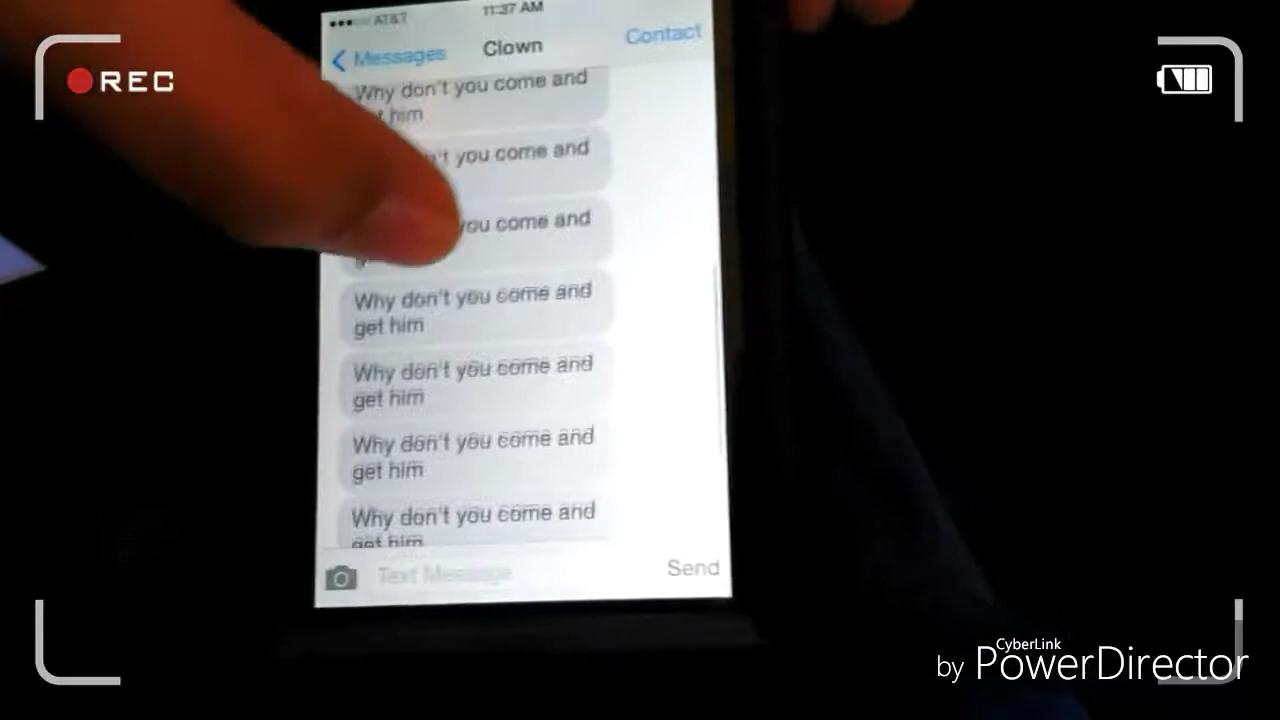 AT&T
11:37 AM
Messages
Clown
Contact
REC
Why don't you come and
him
you come and
you come and
Why don't you come and
get him
Why don't you come and
get him
Why don't you come and
get him
Why don't you come and
get him
Text Message
Send
CyberLink
by PowerDirector